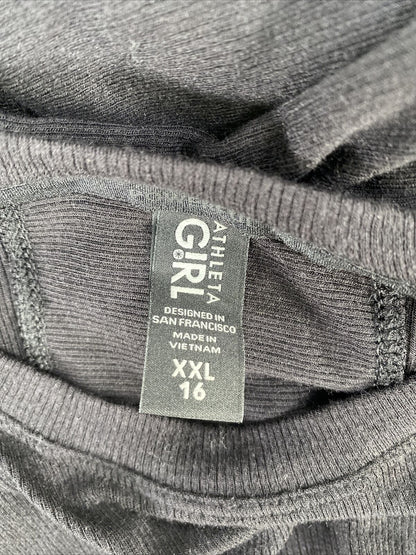 ATHLETA
GIRL
DESIGNED IN
SAN FRANCISCO
MADE IN
VIETNAM
XXL
16